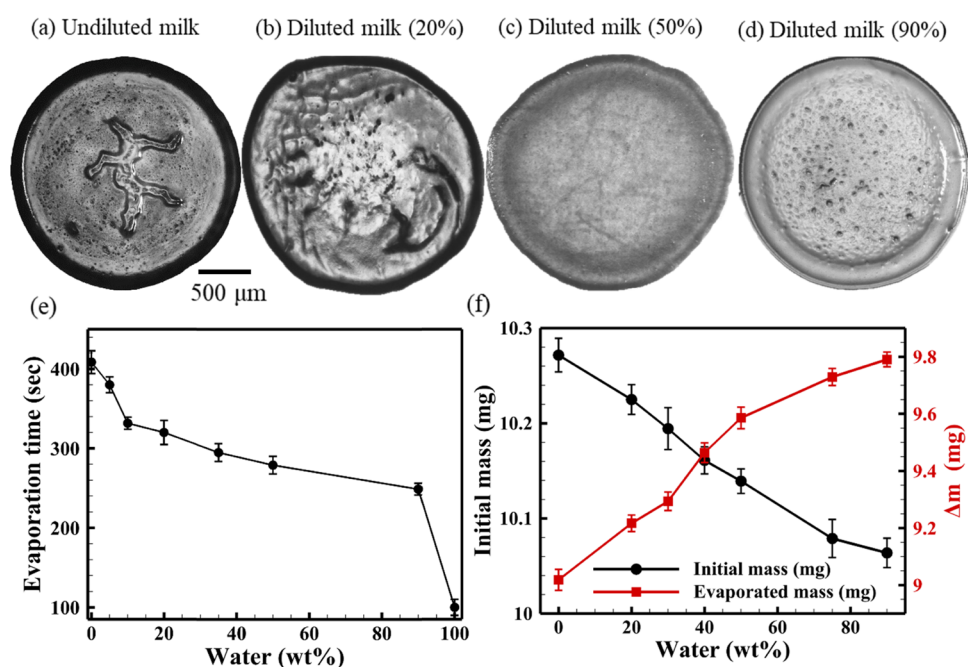 (a) Undiluted milk
(b) Diluted milk (20%)
(c) Diluted milk (50%)
(d) Diluted milk (90%)
500 μm
(e)
Evaporation time (sec)
400
300
200
100
0 20 40 60 80 100
Water (wt%)
(f)
Initial mass (mg)
10.3
10.2
10.1
10
Initial mass (mg)
Evaporated mass (mg)
0 20 40 60 80
Water (wt%)
9.8
9.6
9.4
9.2
9
Δm (mg)